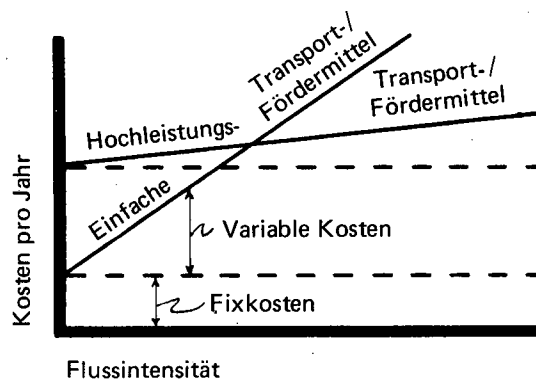 Transport-/
Fördermittel
Transport-/
Fördermittel
Hochleistungs-
Einfache
Variable Kosten
Fixkosten
Kosten pro Jahr
Flussintensität